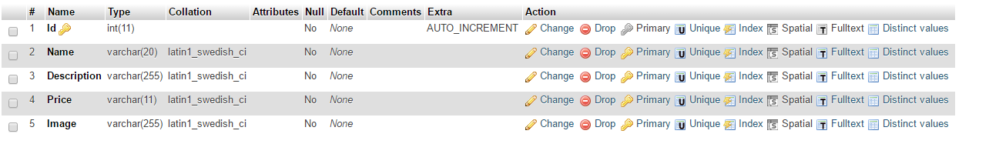 # Name Type Collation Attributes Null Default Comments Extra Action
1 Id int(11) No None AUTO_INCREMENT Change Drop Primary Unique Index Spatial Fulltext Distinct values
2 Name varchar(20) latin1_swedish_ci No None Change Drop Primary Unique Index Spatial Fulltext Distinct values
3 Description varchar(255) latin1_swedish_ci No None Change Drop Primary Unique Index Spatial Fulltext Distinct values
4 Price varchar(11) latin1_swedish_ci No None Change Drop Primary Unique Index Spatial Fulltext Distinct values
5 Image varchar(255) latin1_swedish_ci No None Change Drop Primary Unique Index Spatial Fulltext Distinct values